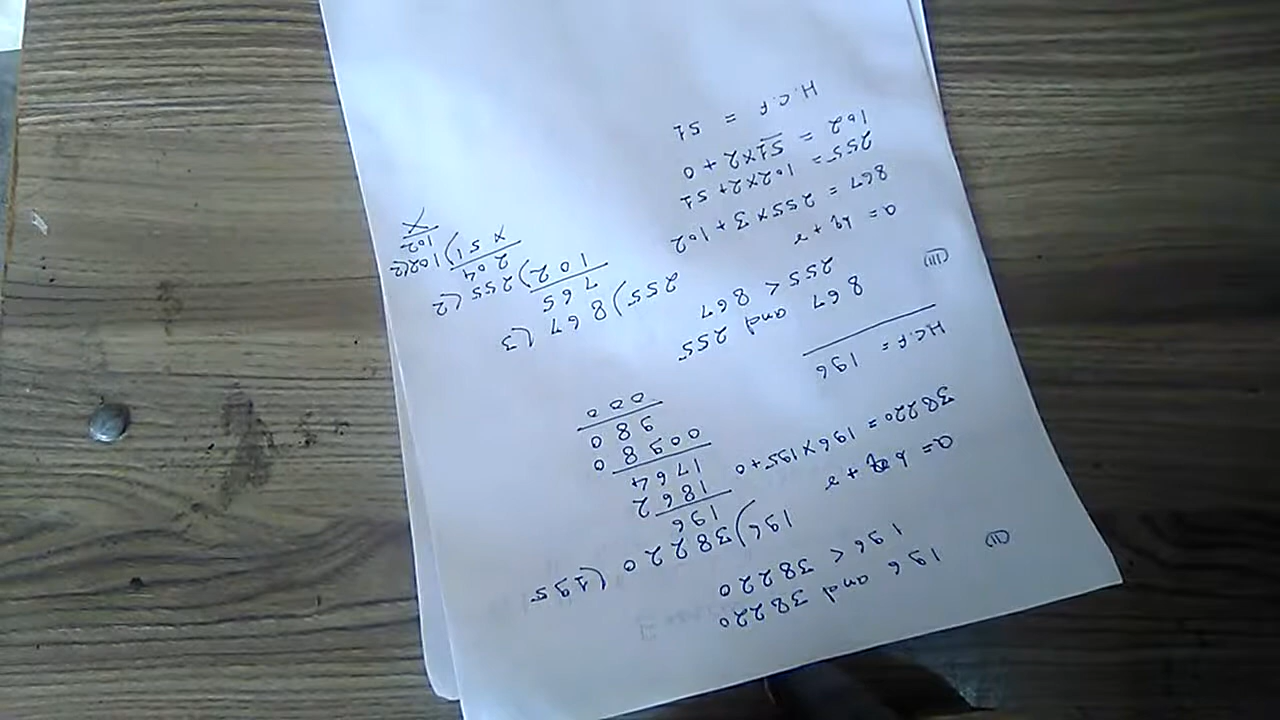 (ii)
196 and 38220
196 < 38220
196)38220(195
196
1862
1764
00980
980
000
a = bq + r
38220 = 196×195+0
H.C.F = 196
(iii)
867 and 255
255 < 867
255)867(3
765
102)255(2
204
×51)102(2
102
×
a = bq + r
867 = 255×3+102
255 = 102×2+51
102 = 51×2+0
H.C.F = 51